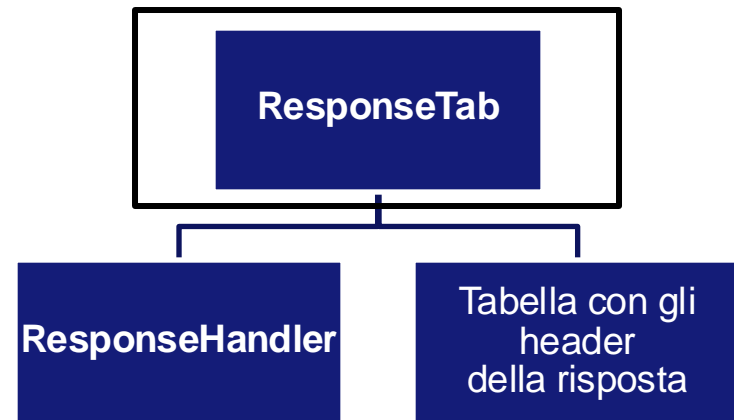 ResponseTab
ResponseHandler
Tabella con gli
header
della risposta